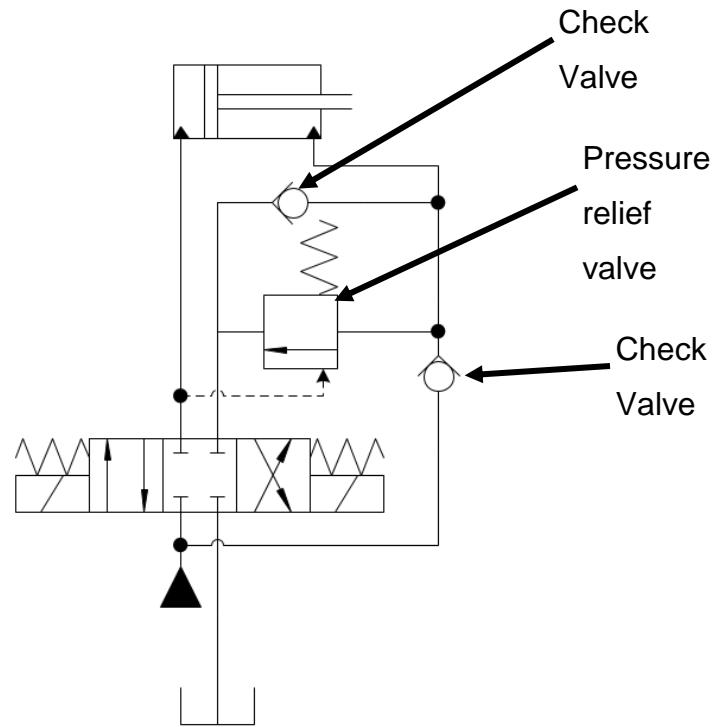 Check
Valve
Pressure
relief
valve
Check
Valve